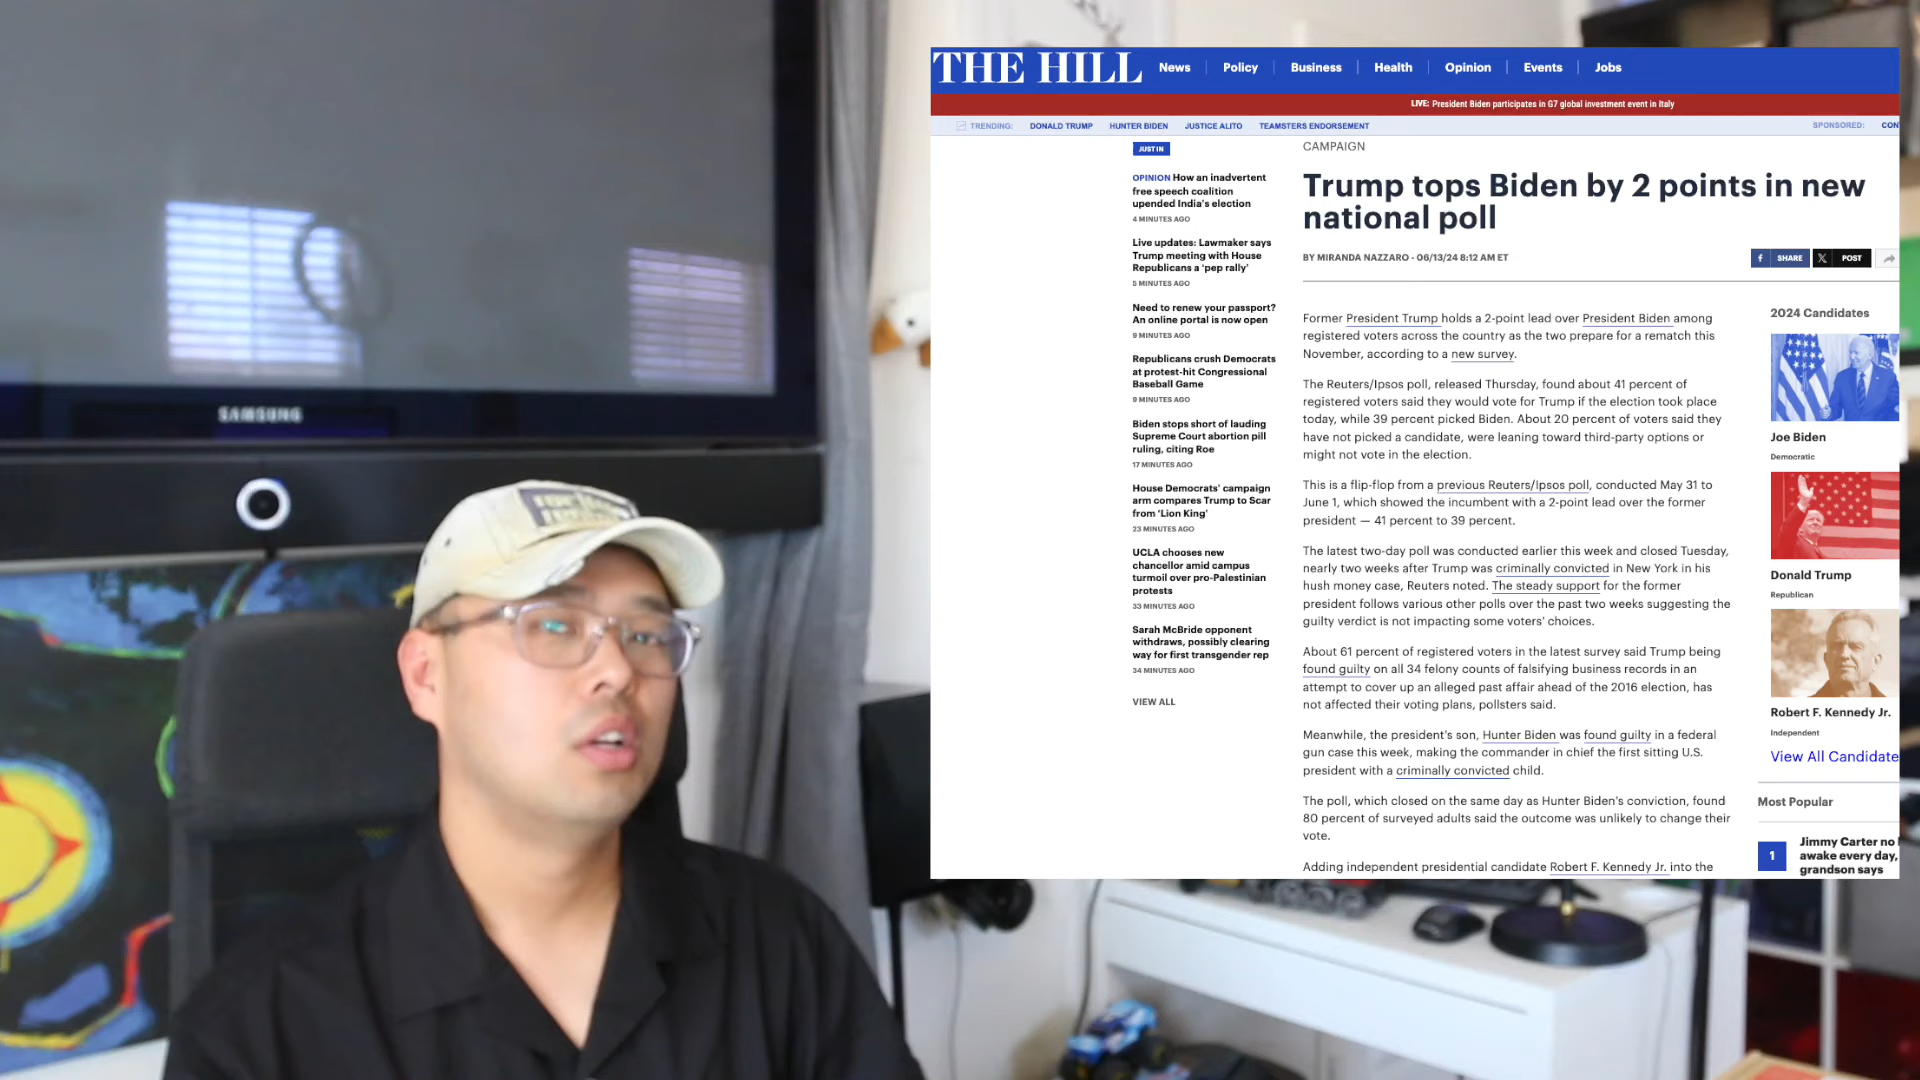 SAMSUNG
THE HILL
News
Policy
Business
Health
Opinion
Events
Jobs
LIVE: President Biden participates in G7 global investment event in Italy
TRENDING:
DONALD TRUMP
HUNTER BIDEN
JUSTICE ALITO
TEAMSTERS ENDORSEMENT
SPONSORED:
CON
JUST IN
OPINION How an inadvertent
free speech coalition
upended India's election
4 MINUTES AGO
Live updates: Lawmaker says
Trump meeting with House
Republicans a 'pep rally'
5 MINUTES AGO
Need to renew your passport?
An online portal is now open
9 MINUTES AGO
Republicans crush Democrats
at protest-hit Congressional
Baseball Game
9 MINUTES AGO
Biden stops short of lauding
Supreme Court abortion pill
ruling, citing Roe
17 MINUTES AGO
House Democrats' campaign
arm compares Trump to Scar
from 'Lion King'
23 MINUTES AGO
UCLA chooses new
chancellor amid campus
turmoil over pro-Palestinian
protests
33 MINUTES AGO
Sarah McBride opponent
withdraws, possibly clearing
way for first transgender rep
34 MINUTES AGO
VIEW ALL
CAMPAIGN
Trump tops Biden by 2 points in new
national poll
BY MIRANDA NAZZARO - 06/13/24 8:12 AM ET
SHARE
POST
Former President Trump holds a 2-point lead over President Biden among
registered voters across the country as the two prepare for a rematch this
November, according to a new survey.
The Reuters/Ipsos poll, released Thursday, found about 41 percent of
registered voters said they would vote for Trump if the election took place
today, while 39 percent picked Biden. About 20 percent of voters said they
have not picked a candidate, were leaning toward third-party options or
might not vote in the election.
This is a flip-flop from a previous Reuters/Ipsos poll, conducted May 31 to
June 1, which showed the incumbent with a 2-point lead over the former
president — 41 percent to 39 percent.
The latest two-day poll was conducted earlier this week and closed Tuesday,
nearly two weeks after Trump was criminally convicted in New York in his
hush money case, Reuters noted. The steady support for the former
president follows various other polls over the past two weeks suggesting the
guilty verdict is not impacting some voters' choices.
About 61 percent of registered voters in the latest survey said Trump being
found guilty on all 34 felony counts of falsifying business records in an
attempt to cover up an alleged past affair ahead of the 2016 election, has
not affected their voting plans, pollsters said.
Meanwhile, the president's son, Hunter Biden was found guilty in a federal
gun case this week, making the commander in chief the first sitting U.S.
president with a criminally convicted child.
The poll, which closed on the same day as Hunter Biden's conviction, found
80 percent of surveyed adults said the outcome was unlikely to change their
vote.
Adding independent presidential candidate Robert F. Kennedy Jr. into the
2024 Candidates
Joe Biden
Democratic
Donald Trump
Republican
Robert F. Kennedy Jr.
Independent
View All Candidate
Most Popular
1
Jimmy Carter no
awake every day,
grandson says